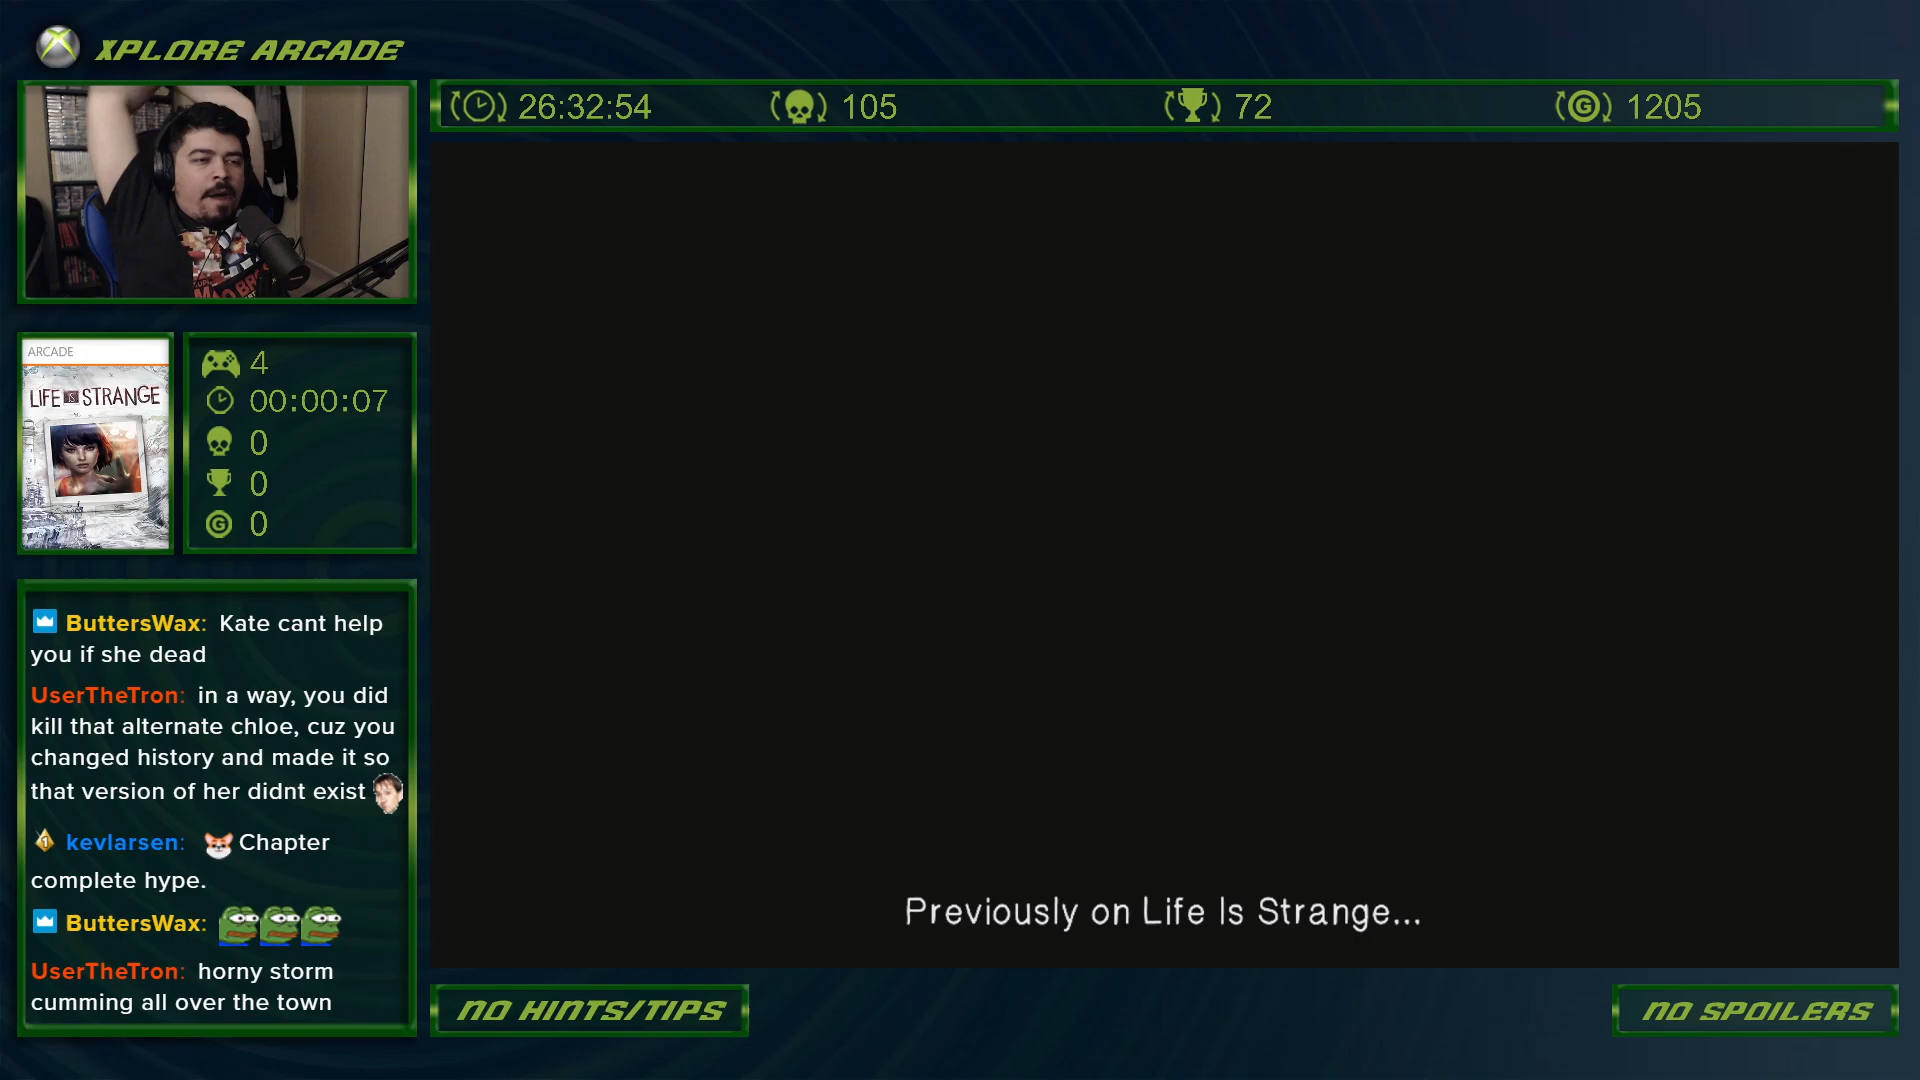 XPLORE ARCADE
26:32:54
105
72
1205
ARCADE
LIFE IS STRANGE
4
00:00:07
0
0
0
ButtersWax: Kate cant help
you if she dead
UserTheTron: in a way, you did
kill that alternate chloe, cuz you
changed history and made it so
that version of her didnt exist
kevlarsen: Chapter
complete hype.
ButtersWax:
UserTheTron: horny storm
cumming all over the town
Previously on Life Is Strange...
NO HINTS/TIPS
NO SPOILERS